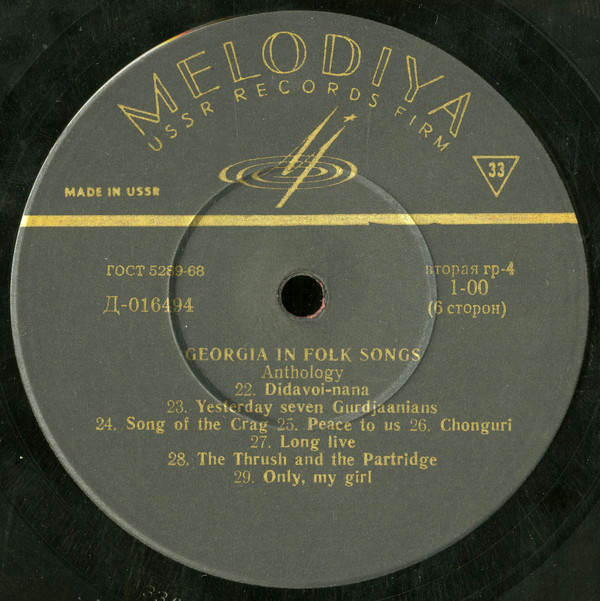 MELODIYA
USSR RECORDS FIRM
33
MADE IN USSR
ГОСТ 5289-68
вторая гр-4
Д-016494
1-00
(6 сторон)
GEORGIA IN FOLK SONGS
Anthology
22. Didavoi-nana
23. Yesterday seven Gurdjaanians
24. Song of the Crag 25. Peace to us 26. Chonguri
27. Long live
28. The Thrush and the Partridge
29. Only, my girl